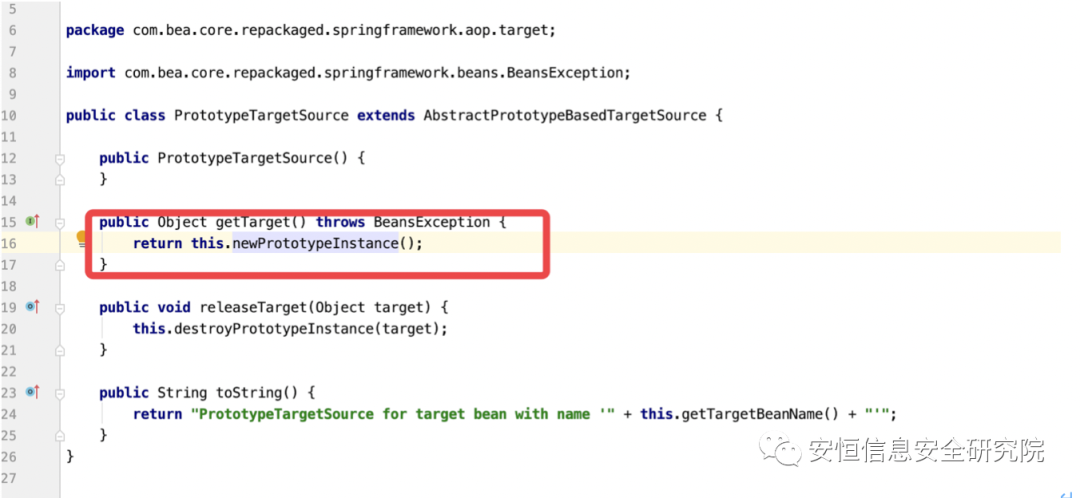 5
6 package com.bea.core.repackaged.springframework.aop.target;
7
8 import com.bea.core.repackaged.springframework.beans.BeansException;
9
10 public class PrototypeTargetSource extends AbstractPrototypeBasedTargetSource {
11
12 public PrototypeTargetSource() {
13 }
14
15 public Object getTarget() throws BeansException {
16 return this.newPrototypeInstance();
17 }
18
19 public void releaseTarget(Object target) {
20 this.destroyPrototypeInstance(target);
21 }
22
23 public String toString() {
24 return "PrototypeTargetSource for target bean with name '" + this.getTargetBeanName() + "'";
25 }
26 }
27
安恒信息安全研究院